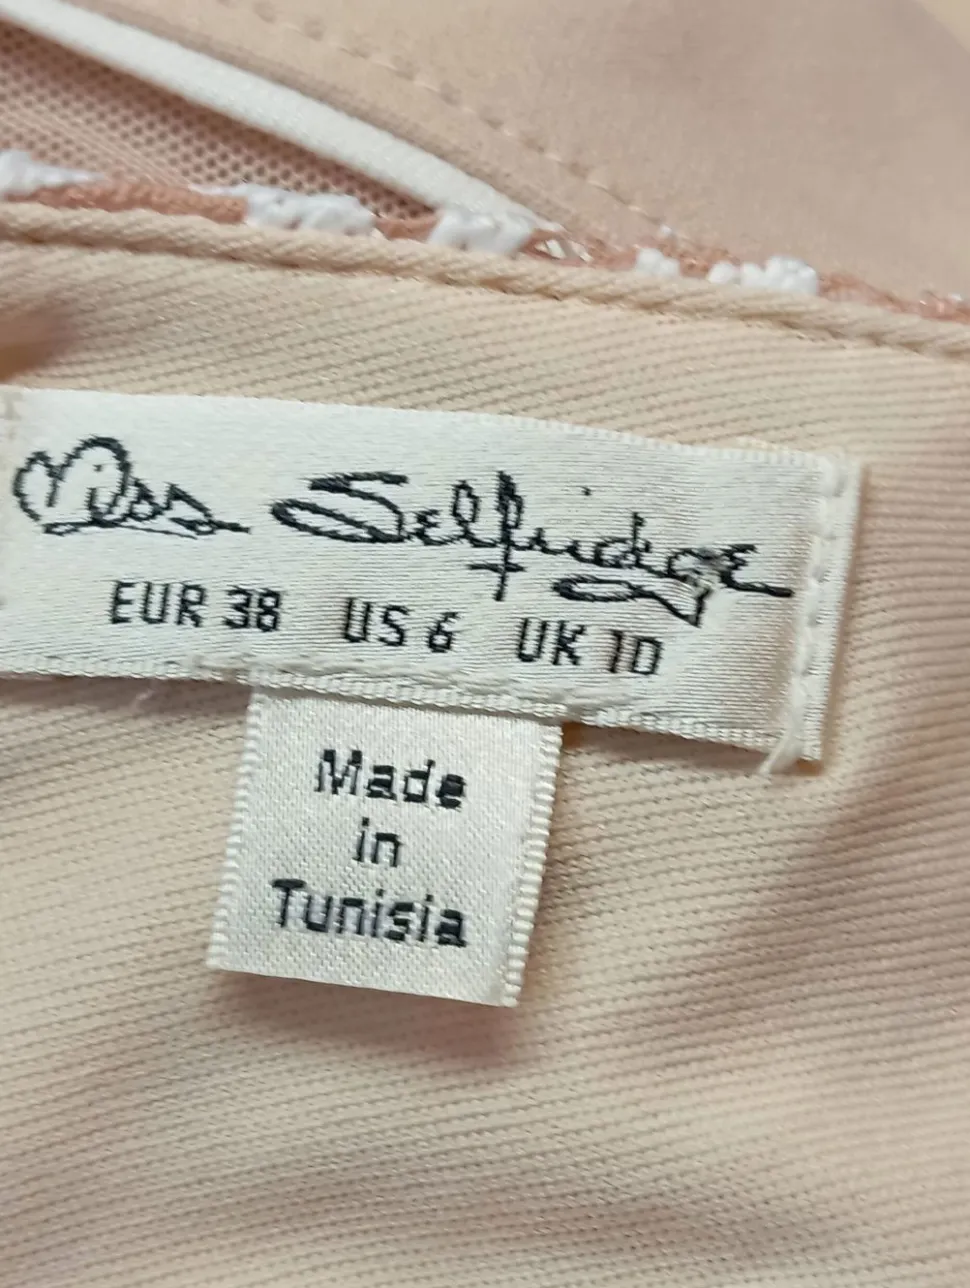 Miss Selfridge
EUR 38 US 6 UK 10
Made
in
Tunisia